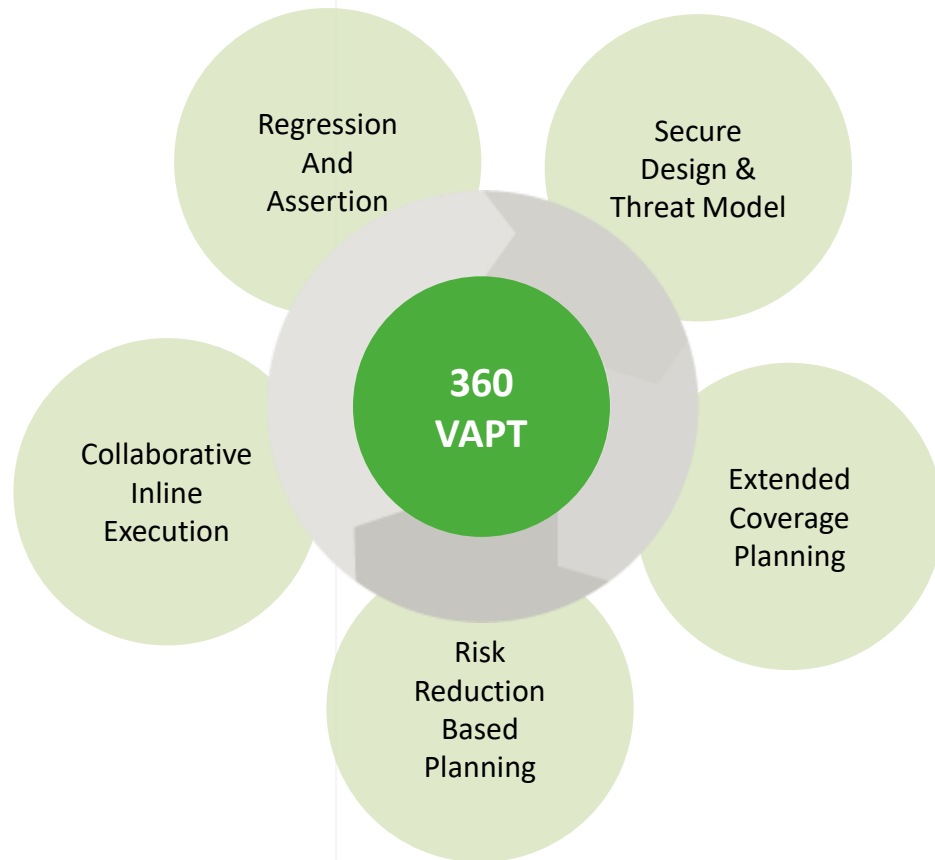 Regression
And
Assertion
Secure
Design &
Threat Model
360
VAPT
Collaborative
Inline
Execution
Extended
Coverage
Planning
Risk
Reduction
Based
Planning